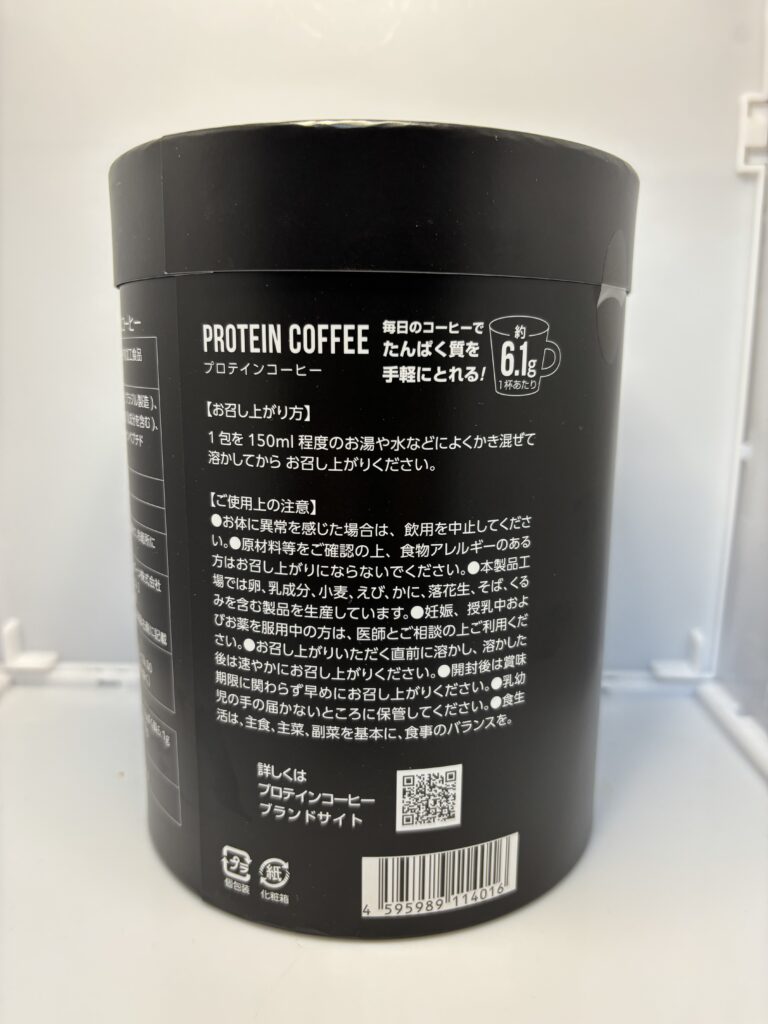 コーヒー
PROTEIN COFFEE
プロテインコーヒー
毎日のコーヒーで
たんぱく質を
手軽にとれる!
約
6.1g
1杯あたり
【お召し上がり方】
1包を150ml程度のお湯や水などによくかき混ぜて
溶かしてから お召し上がりください。
【ご使用上の注意】
●お体に異常を感じた場合は、飲用を中止してくださ
い。●原材料等をご確認の上、食物アレルギーのある
方はお召し上がりにならないでください。●本製品工
場では卵、乳成分、小麦、えび、かに、落花生、そば、くる
みを含む製品を生産しています。●妊娠、授乳中およ
びお薬を服用中の方は、医師とご相談の上ご利用くだ
さい。●お召し上がりいただく直前に溶かし、溶かした
後は速やかにお召し上がりください。●開封後は賞味
期限に関わらず早めにお召し上がりください。●乳幼
児の手の届かないところに保管してください。●食生
活は、主食、主菜、副菜を基本に、食事のバランスを。
詳しくは
プロテインコーヒー
ブランドサイト
プラ
個包装
紙
化粧箱
4 595989 114016